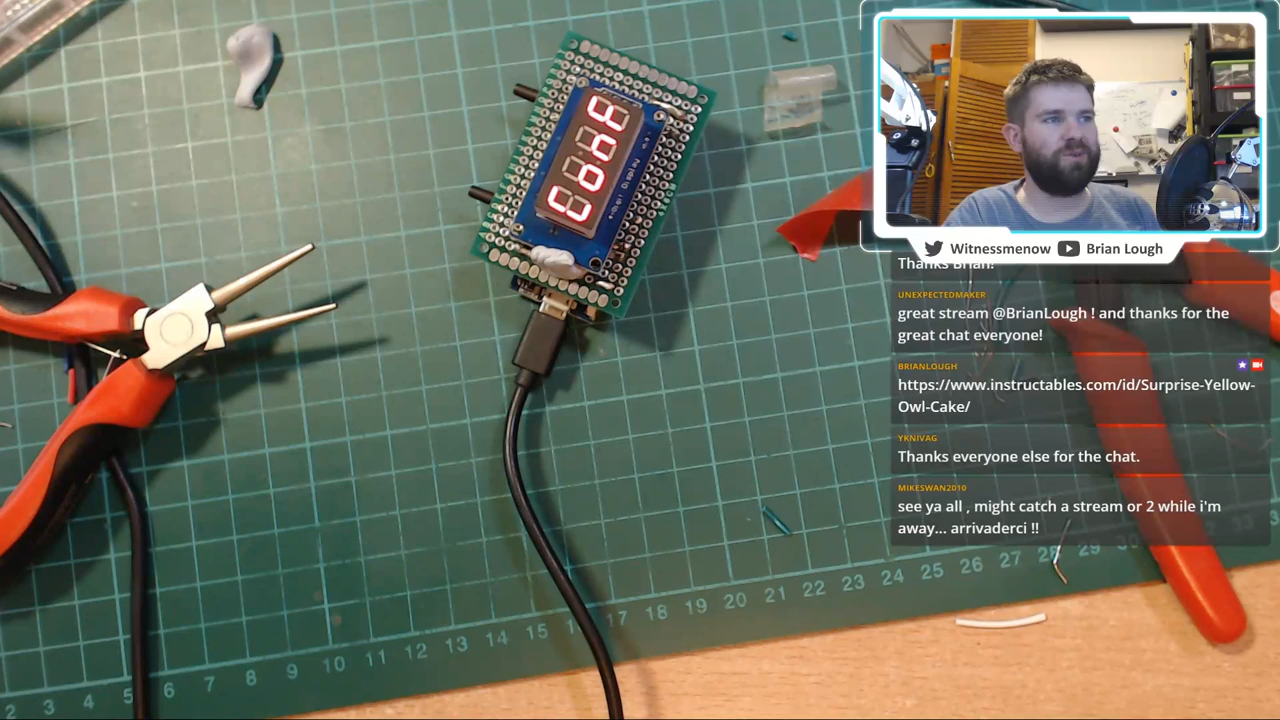 ConF
Witnessmenow Brian Lough
Thanks Brian!
UNEXPECTEDMAKER
great stream @BrianLough ! and thanks for the
great chat everyone!
BRIANLOUGH
https://www.instructables.com/id/Surprise-Yellow-
Owl-Cake/
YKNIVAG
Thanks everyone else for the chat.
MIKESWAN2010
see ya all , might catch a stream or 2 while i'm
away... arrivaderci !!
2 3 4 5 6 7 8 9 10 11 12 13 14 15 16 17 18 19 20 21 22 23 24 25 26 27 28 29 30